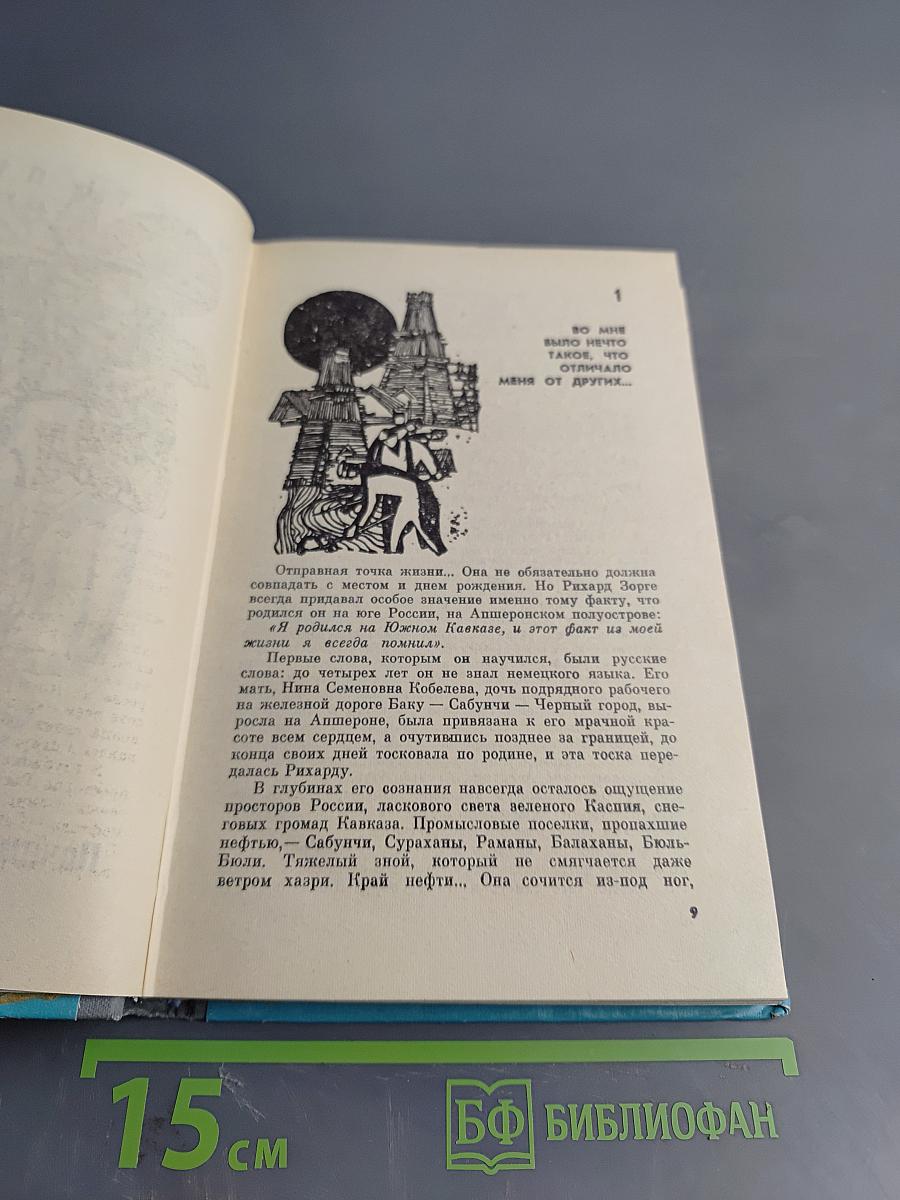 1
ВО МНЕ
БЫЛО НЕЧТО
ТАКОЕ, ЧТО
ОТЛИЧАЛО
МЕНЯ ОТ ДРУГИХ...
Отправная точка жизни... Она не обязательно должна
совпадать с местом и днем рождения. Но Рихард Зорге
всегда придавал особое значение именно тому факту, что
родился он на юге России, на Апшеронском полуострове:
«Я родился на Южном Кавказе, и этот факт из моей
жизни я всегда помнил».
Первые слова, которым он научился, были русские
слова: до четырех лет он не знал немецкого языка. Его
мать, Нина Семеновна Кобелева, дочь подрядного рабочего
на железной дороге Баку — Сабунчи — Черный город, вы-
росла на Апшероне, была привязана к его мрачной кра-
соте всем сердцем, а очутившись позднее за границей, до
конца своих дней тосковала по родине, и эта тоска пере-
далась Рихарду.
В глубинах его сознания навсегда осталось ощущение
просторов России, ласкового света зеленого Каспия, сне-
говых громад Кавказа. Промысловые поселки, пропахшие
нефтью,— Сабунчи, Сураханы, Раманы, Балаханы, Бюль-
Бюли. Тяжелый зной, который не смягчается даже
ветром хазри. Край нефти... Она сочится из-под ног,
9
15 см
БФ БИБЛИОФАН